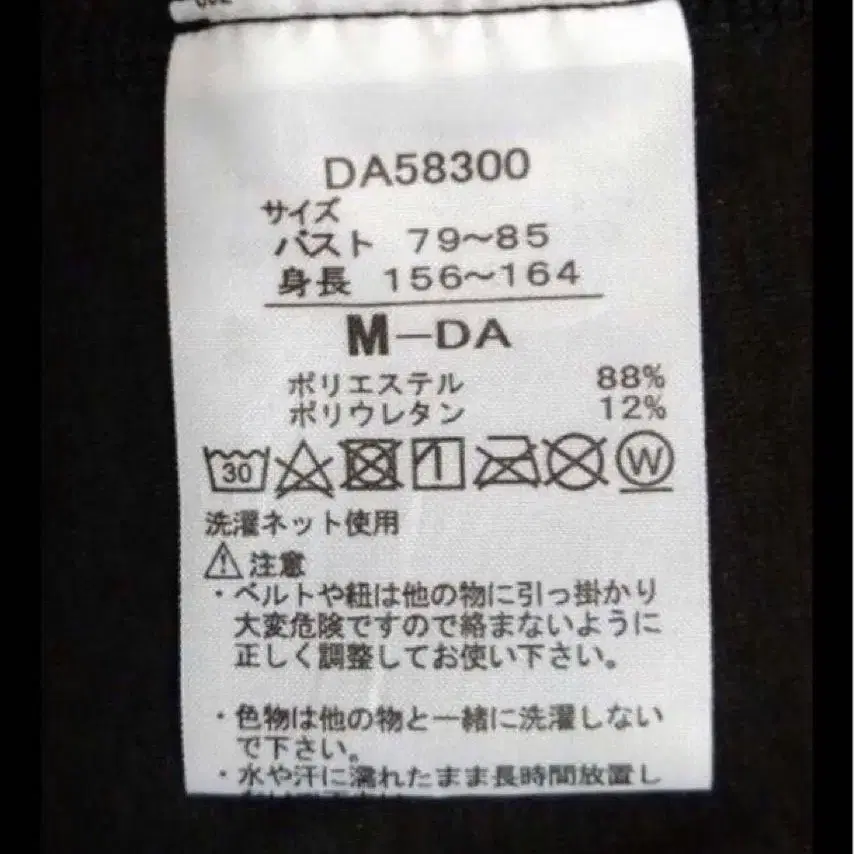 DA58300
サイズ
バスト 79〜85
身長 156〜164
M−DA
ポリエステル 88%
ポリウレタン 12%
30 W
洗濯ネット使用
注意
・ベルトや紐は他の物に引っ掛かり
大変危険ですので絡まないように
正しく調整してお使い下さい。
・色物は他の物と一緒に洗濯しない
で下さい。
・水や汗に濡れたまま長時間放置し